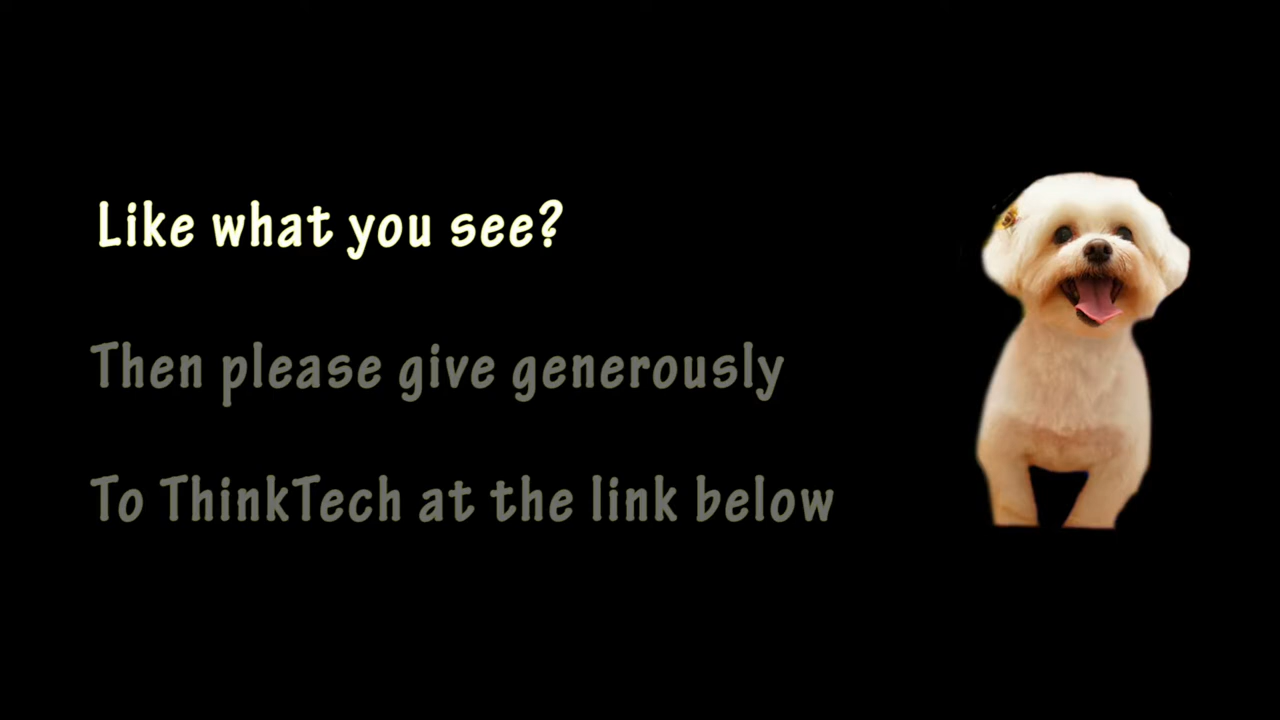 Like what you see?
Then please give generously
To ThinkTech at the link below